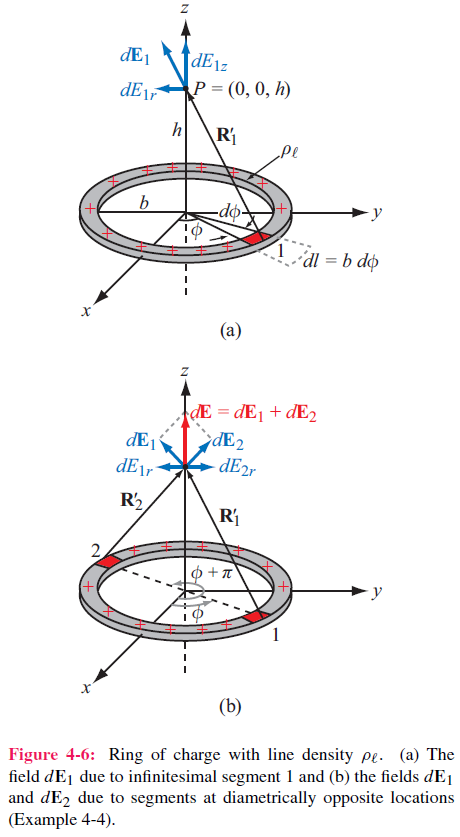 z
dE1
dE1z
dE1r
P = (0, 0, h)
h
R′1
ρℓ
b
dϕ
y
ϕ
1
dl = b dϕ
x
(a)
z
dE = dE1 + dE2
dE1
dE2
dE1r
dE2r
R′2
R′1
2
ϕ + π
y
ϕ
1
x
(b)
Figure 4-6: Ring of charge with line density ρℓ. (a) The
field dE1 due to infinitesimal segment 1 and (b) the fields dE1
and dE2 due to segments at diametrically opposite locations
(Example 4-4).